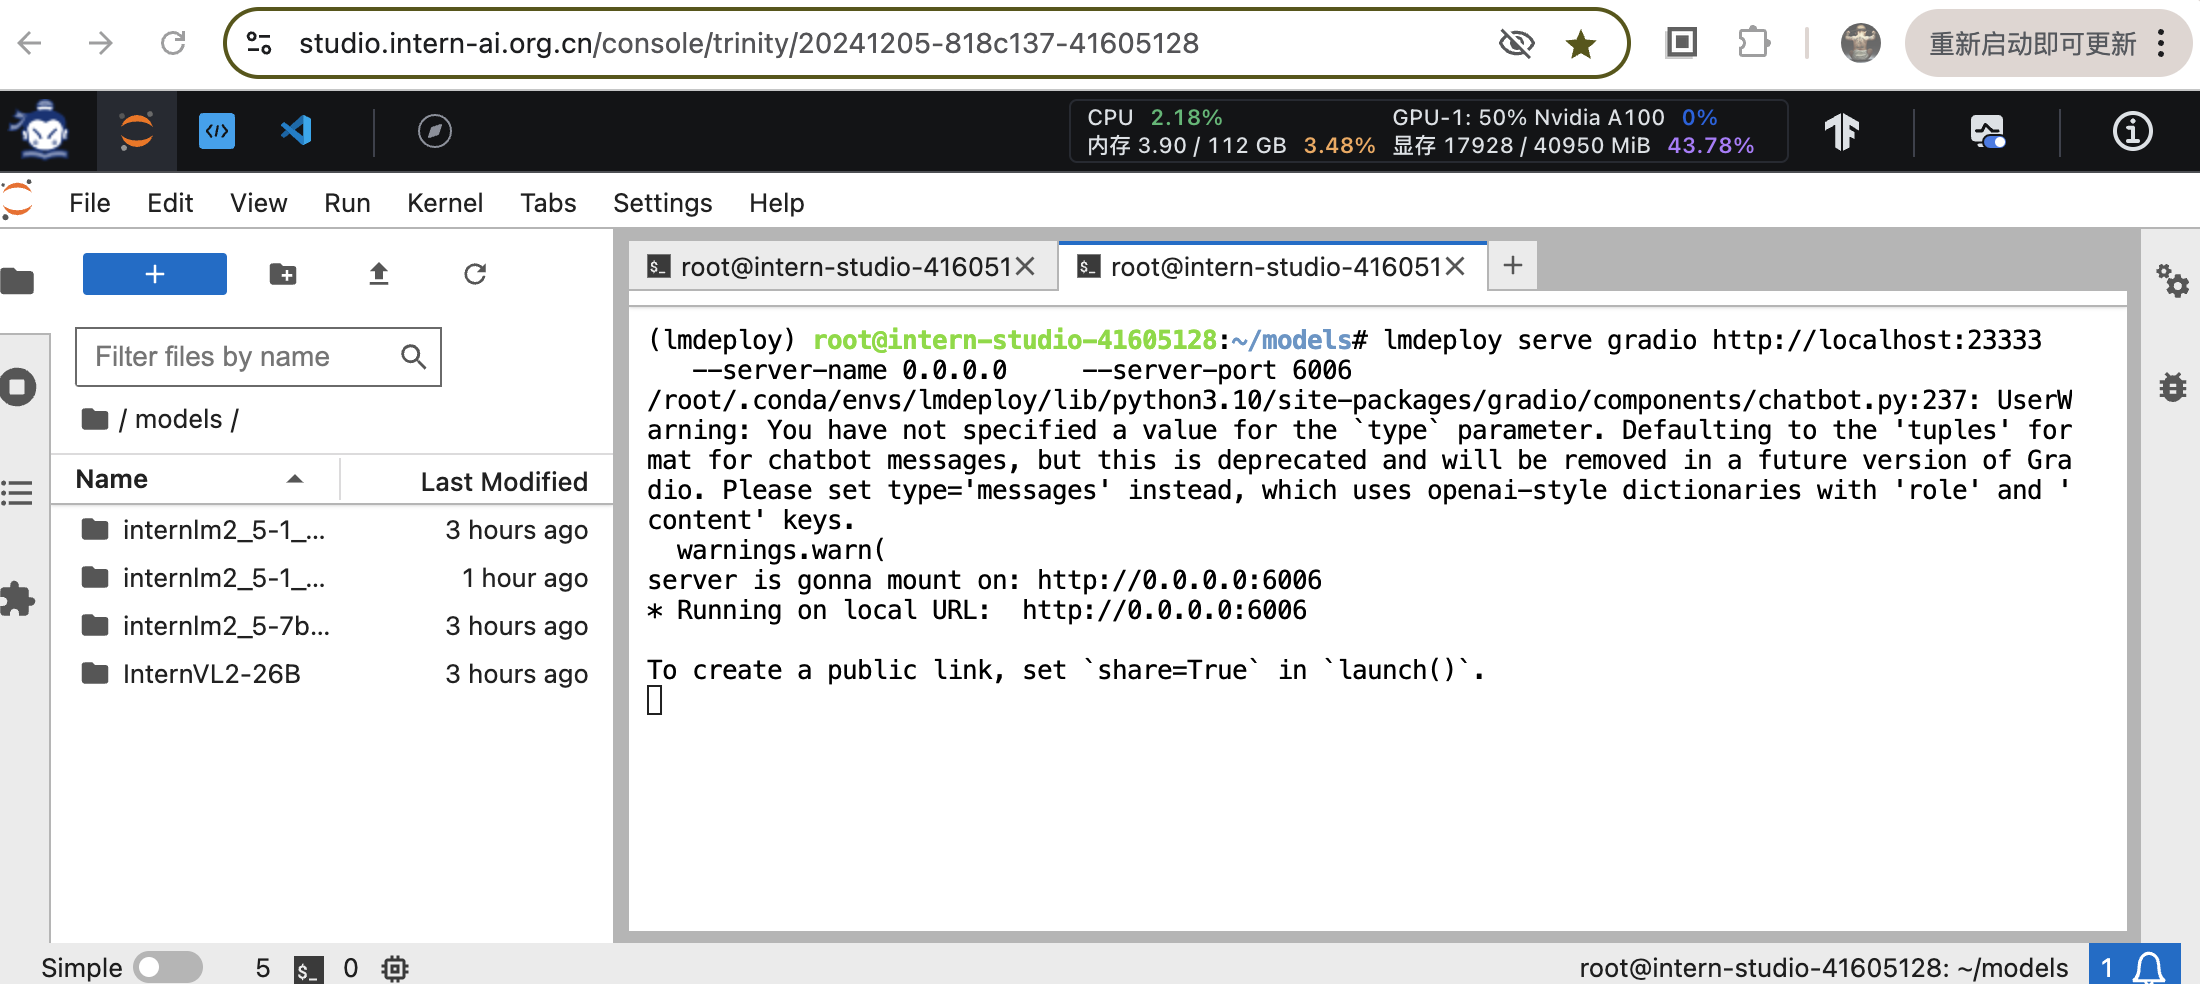 studio.intern-ai.org.cn/console/trinity/20241205-818c137-41605128
重新启动即可更新
CPU 2.18% GPU-1: 50% Nvidia A100 0%
内存 3.90 / 112 GB 3.48% 显存 17928 / 40950 MiB 43.78%
File Edit View Run Kernel Tabs Settings Help
root@intern-studio-416051 root@intern-studio-416051
Filter files by name
/ models /
Name Last Modified
internlm2_5-1_... 3 hours ago
internlm2_5-1_... 1 hour ago
internlm2_5-7b... 3 hours ago
InternVL2-26B 3 hours ago
(lmdeploy) root@intern-studio-41605128:~/models# lmdeploy serve gradio http://localhost:23333
--server-name 0.0.0.0 --server-port 6006
/root/.conda/envs/lmdeploy/lib/python3.10/site-packages/gradio/components/chatbot.py:237: UserW
arning: You have not specified a value for the `type` parameter. Defaulting to the 'tuples' for
mat for chatbot messages, but this is deprecated and will be removed in a future version of Gra
dio. Please set type='messages' instead, which uses openai-style dictionaries with 'role' and '
content' keys.
warnings.warn(
server is gonna mount on: http://0.0.0.0:6006
* Running on local URL: http://0.0.0.0:6006
To create a public link, set `share=True` in `launch()`.
Simple 5 $_ 0 root@intern-studio-41605128: ~/models 1